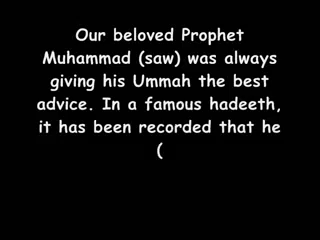 Our beloved Prophet
Muhammad (saw) was always
giving his Ummah the best
advice. In a famous hadeeth,
it has been recorded that he
(